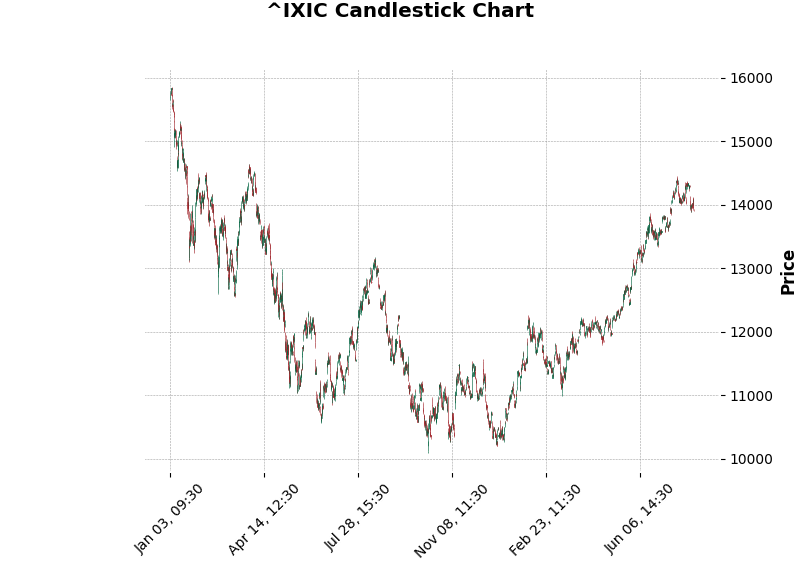 ^IXIC Candlestick Chart
16000
15000
14000
13000
12000
11000
10000
Price
Jan 03, 09:30
Apr 14, 12:30
Jul 28, 15:30
Nov 08, 11:30
Feb 23, 11:30
Jun 06, 14:30